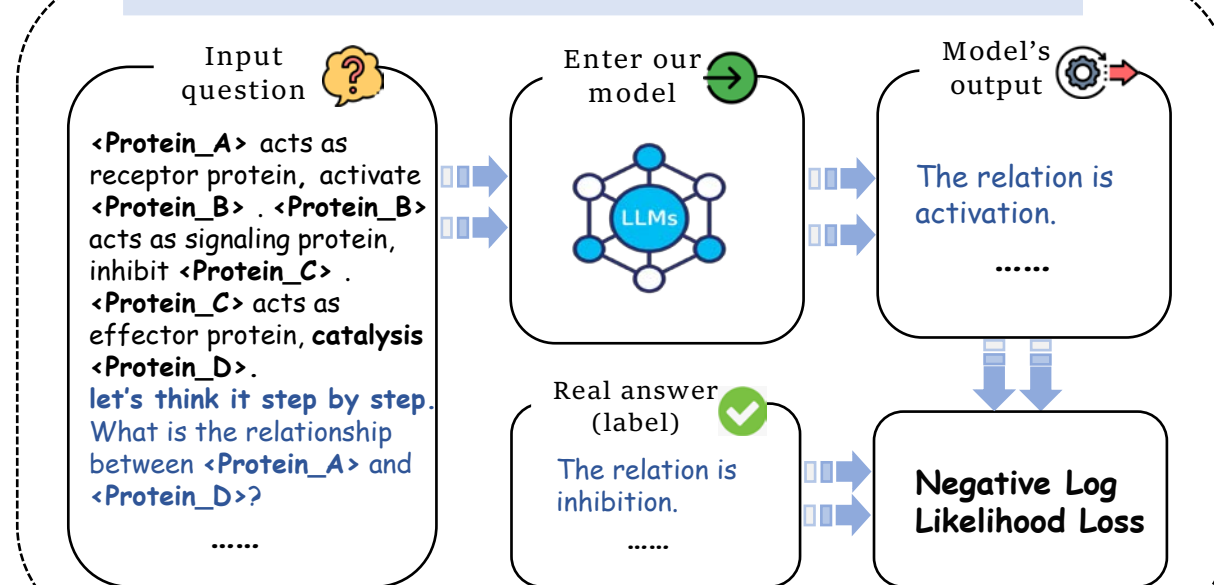 Input
question
<Protein_A> acts as
receptor protein, activate
<Protein_B> . <Protein_B>
acts as signaling protein,
inhibit <Protein_C> .
<Protein_C> acts as
effector protein, catalysis
<Protein_D>.
let's think it step by step.
What is the relationship
between <Protein_A> and
<Protein_D>?
......
Enter our
model
LLMs
Model's
output
The relation is
activation.
......
Real answer
(label)
The relation is
inhibition.
......
Negative Log
Likelihood Loss